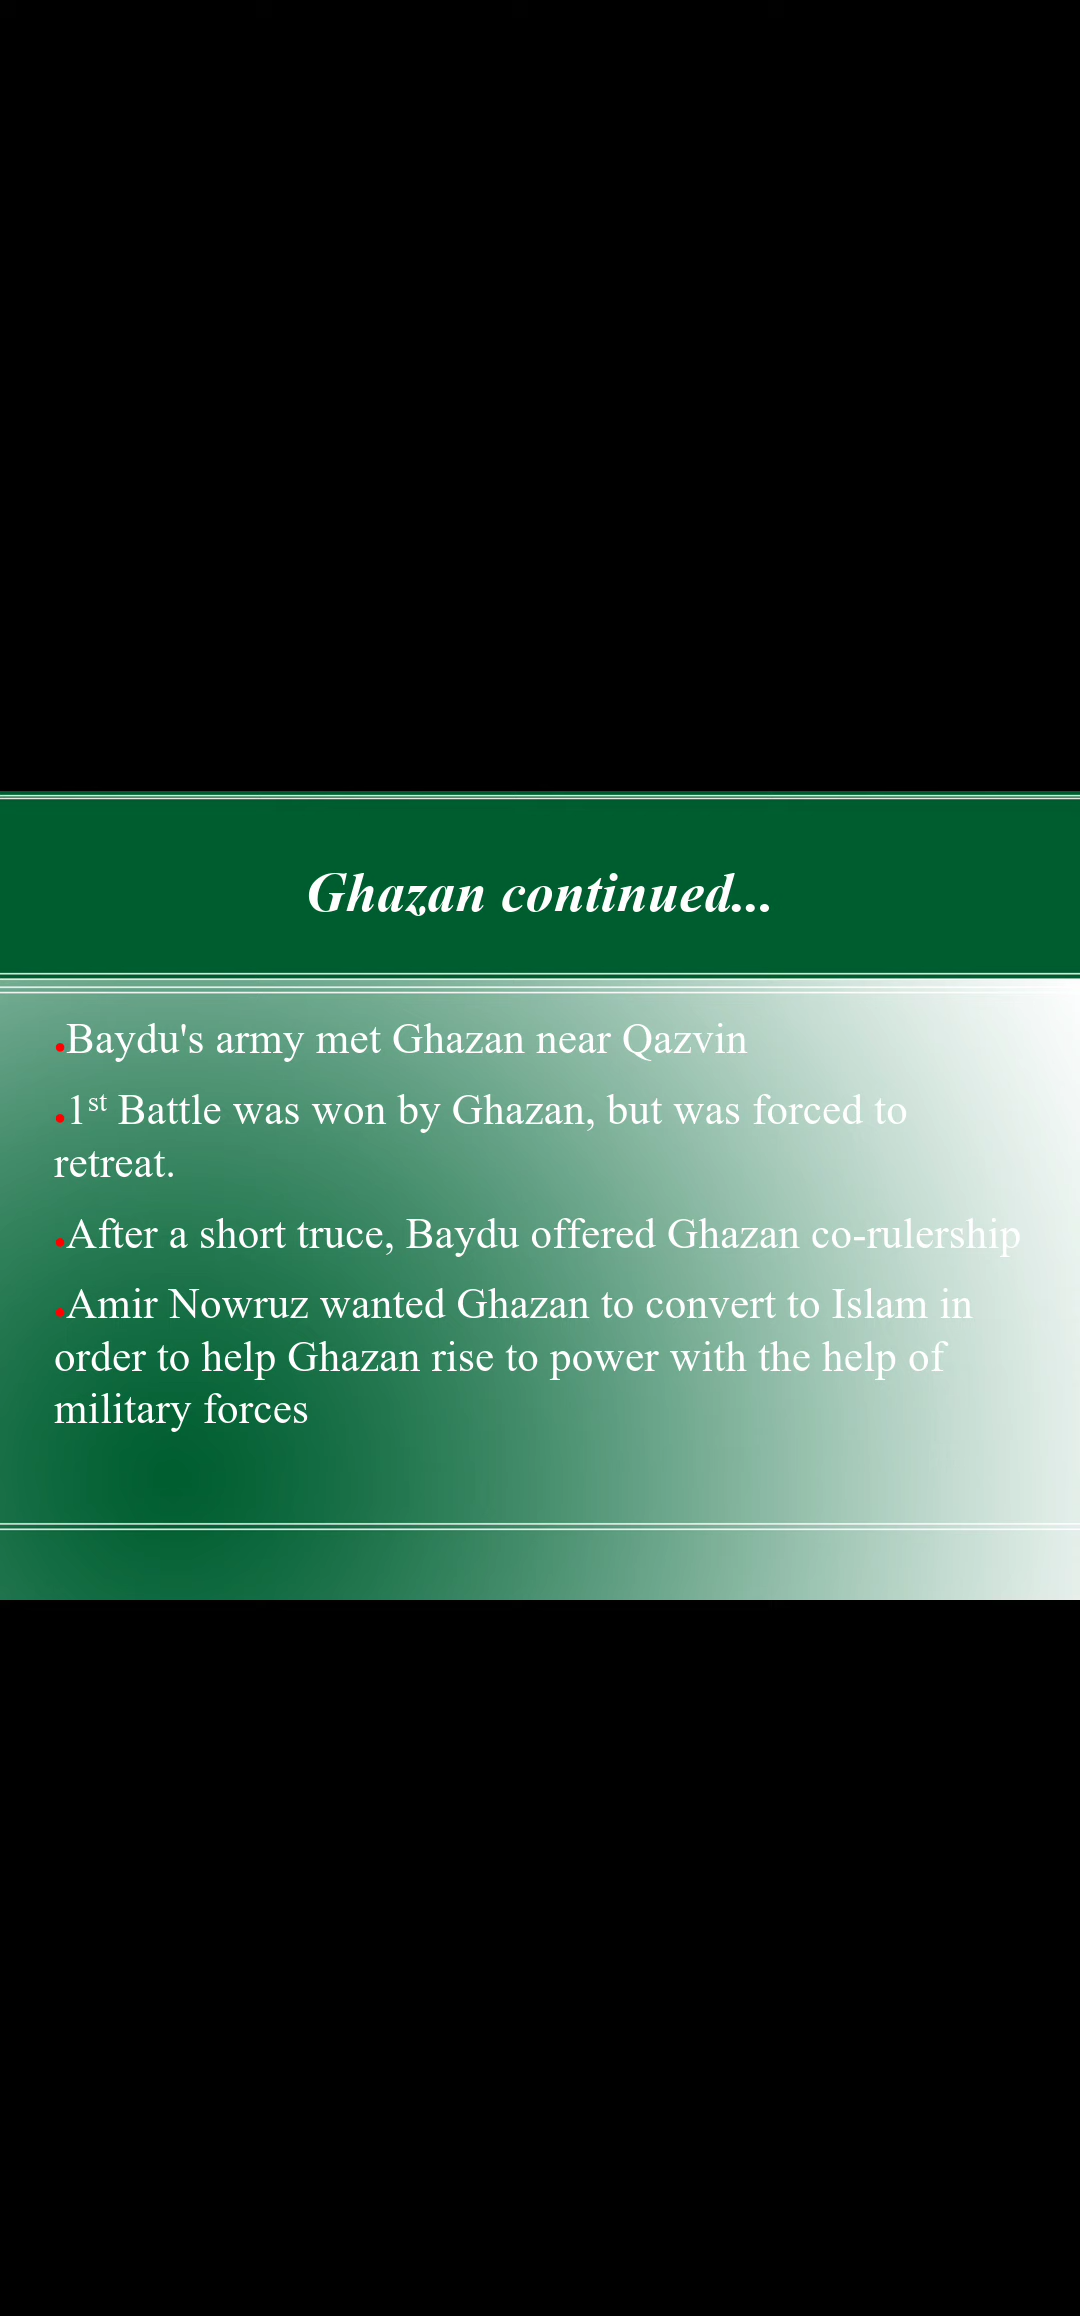 Ghazan continued...
•Baydu's army met Ghazan near Qazvin
•1st Battle was won by Ghazan, but was forced to
retreat.
•After a short truce, Baydu offered Ghazan co-rulership
•Amir Nowruz wanted Ghazan to convert to Islam in
order to help Ghazan rise to power with the help of
military forces